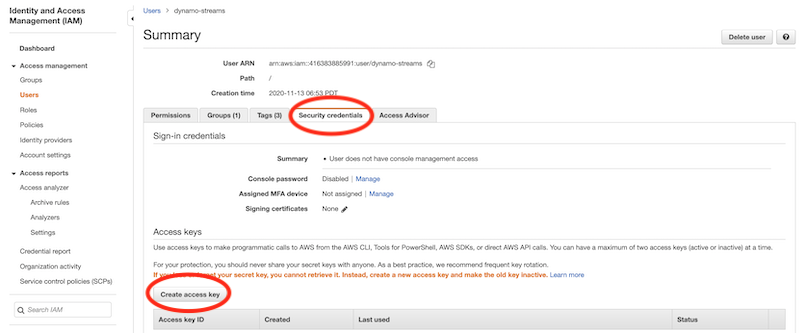 Identity and Access
Management (IAM)
Dashboard
Access management
Groups
Users
Roles
Policies
Identity providers
Account settings
Access reports
Access analyzer
Archive rules
Analyzers
Settings
Credential report
Organization activity
Service control policies (SCPs)
Search IAM
Users > dynamo-streams
Summary
Delete user
User ARN arn:aws:iam::416383885991:user/dynamo-streams
Path /
Creation time 2020-11-13 06:53 PDT
Permissions Groups (1) Tags (3) Security credentials Access Advisor
Sign-in credentials
Summary • User does not have console management access
Console password Disabled | Manage
Assigned MFA device Not assigned | Manage
Signing certificates None
Access keys
Use access keys to make programmatic calls to AWS from the AWS CLI, Tools for PowerShell, AWS SDKs, or direct AWS API calls. You can have a maximum of two access keys (active or inactive) at a time.
For your protection, you should never share your secret keys with anyone. As a best practice, we recommend frequent key rotation.
If you your secret key, you cannot retrieve it. Instead, create a new access key and make the old key inactive. Learn more
Create access key
Access key ID Created Last used Status